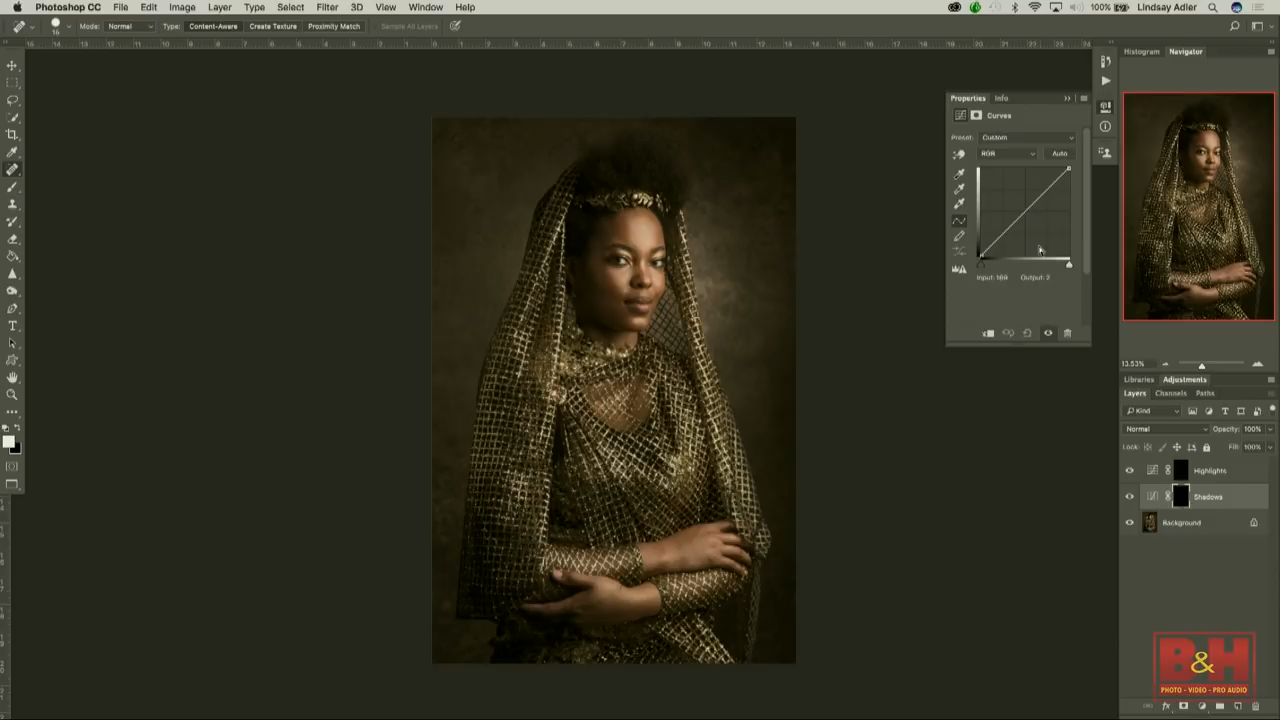 Photoshop CC File Edit Image Layer Type Select Filter 3D View Window Help 100% Lindsay Adler
16 Mode: Normal Type: Content-Aware Create Texture Proximity Match Sample All Layers
Histogram Navigator
Properties Info
Curves
Preset: Custom
RGB Auto
Input: 169 Output: 2
13.53%
Libraries Adjustments
Layers Channels Paths
Kind
Normal Opacity: 100%
Lock: Fill: 100%
Highlights
Shadows
Background
B&H
PHOTO - VIDEO - PRO AUDIO